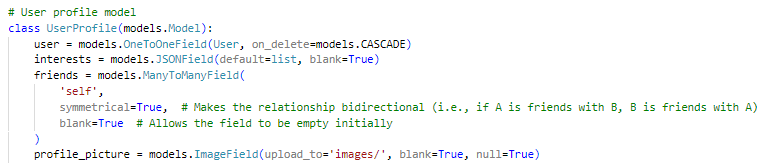 # User profile model
class UserProfile(models.Model):
    user = models.OneToOneField(User, on_delete=models.CASCADE)
    interests = models.JSONField(default=list, blank=True)
    friends = models.ManyToManyField(
        'self',
        symmetrical=True,  # Makes the relationship bidirectional (i.e., if A is friends with B, B is friends with A)
        blank=True  # Allows the field to be empty initially
    )
    profile_picture = models.ImageField(upload_to='images/', blank=True, null=True)